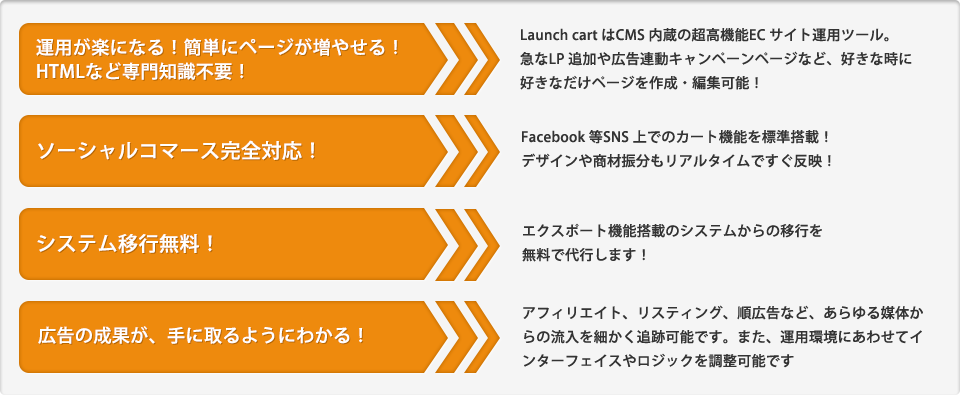 運用が楽になる！簡単にページが増やせる！
HTMLなど専門知識不要！
Launch cart はCMS 内蔵の超高機能EC サイト運用ツール。
急なLP 追加や広告連動キャンペーンページなど、好きな時に
好きなだけページを作成・編集可能！
ソーシャルコマース完全対応！
Facebook 等SNS 上でのカート機能を標準搭載！
デザインや商材振分もリアルタイムですぐ反映！
システム移行無料！
エクスポート機能搭載のシステムからの移行を
無料で代行します！
広告の成果が、手に取るようにわかる！
アフィリエイト、リスティング、順広告など、あらゆる媒体か
らの流入を細かく追跡可能です。また、運用環境にあわせてイ
ンターフェイスやロジックを調整可能です